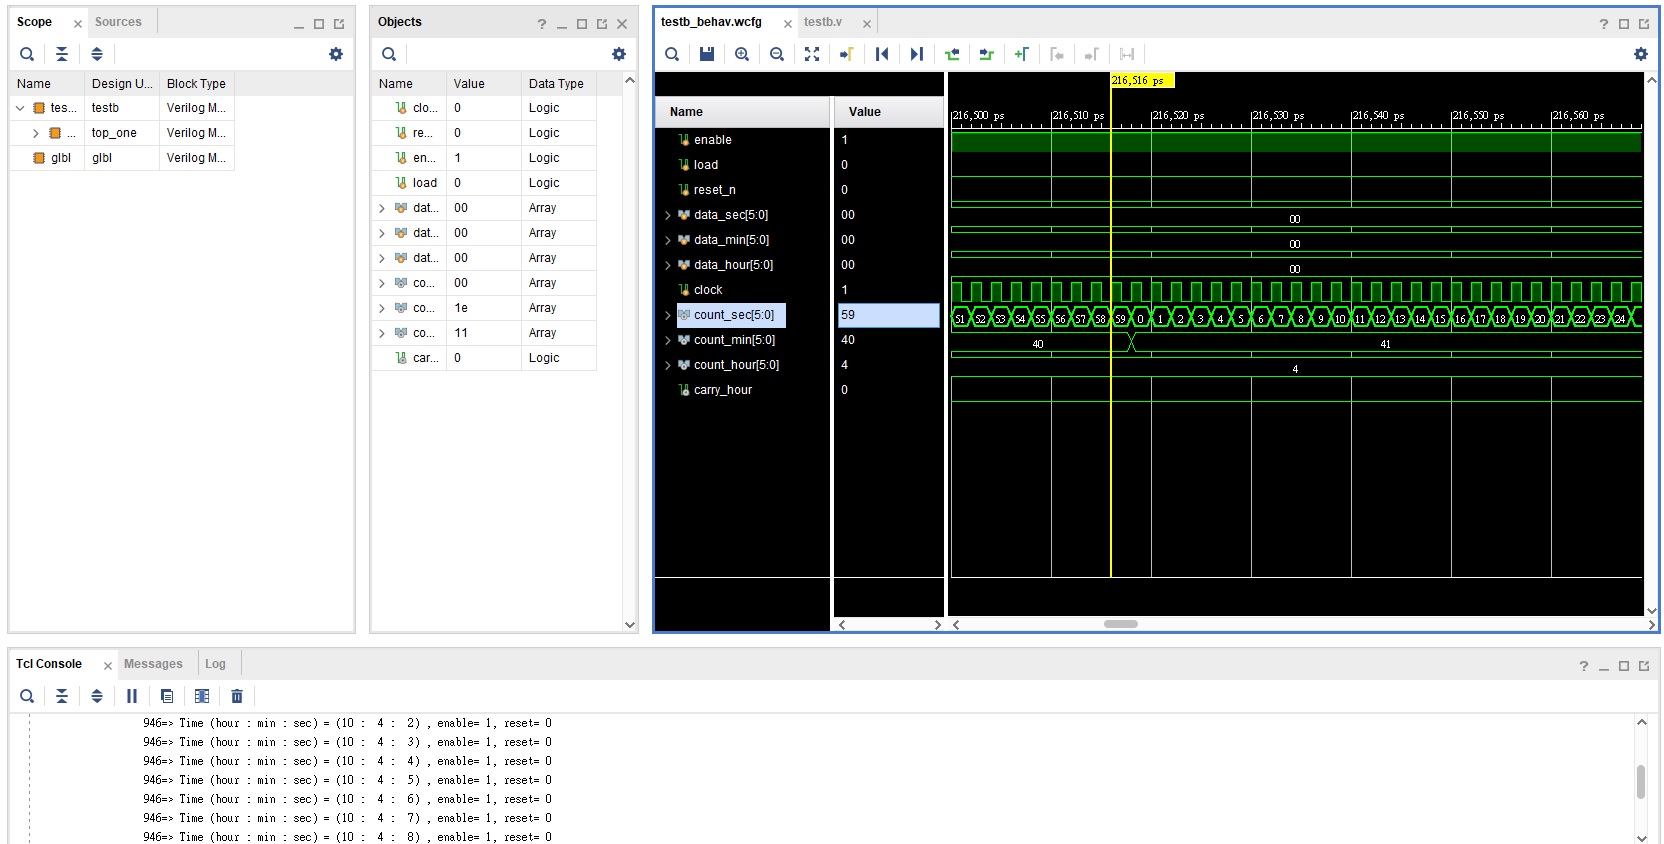 Scope
Sources
Name Design U... Block Type
tes... testb Verilog M...
... top_one Verilog M...
glbl glbl Verilog M...
Objects
Name Value Data Type
clo... 0 Logic
re... 0 Logic
en... 1 Logic
load 0 Logic
dat... 00 Array
dat... 00 Array
dat... 00 Array
co... 00 Array
co... 1e Array
co... 11 Array
car... 0 Logic
testb_behav.wcfg
testb.v
216,516 ps
Name Value
216,500 ps 216,510 ps 216,520 ps 216,530 ps 216,540 ps 216,550 ps 216,560 ps
enable 1
load 0
reset_n 0
data_sec[5:0] 00 00
data_min[5:0] 00 00
data_hour[5:0] 00 00
clock 1
count_sec[5:0] 59 51 52 53 54 55 56 57 58 59 0 1 2 3 4 5 6 7 8 9 10 11 12 13 14 15 16 17 18 19 20 21 22 23 24
count_min[5:0] 40 40 41
count_hour[5:0] 4 4
carry_hour 0
Tcl Console
Messages
Log
946=> Time (hour : min : sec) = (10 : 4 : 2) , enable= 1, reset= 0
946=> Time (hour : min : sec) = (10 : 4 : 3) , enable= 1, reset= 0
946=> Time (hour : min : sec) = (10 : 4 : 4) , enable= 1, reset= 0
946=> Time (hour : min : sec) = (10 : 4 : 5) , enable= 1, reset= 0
946=> Time (hour : min : sec) = (10 : 4 : 6) , enable= 1, reset= 0
946=> Time (hour : min : sec) = (10 : 4 : 7) , enable= 1, reset= 0
946=> Time (hour : min : sec) = (10 : 4 : 8) , enable= 1, reset= 0